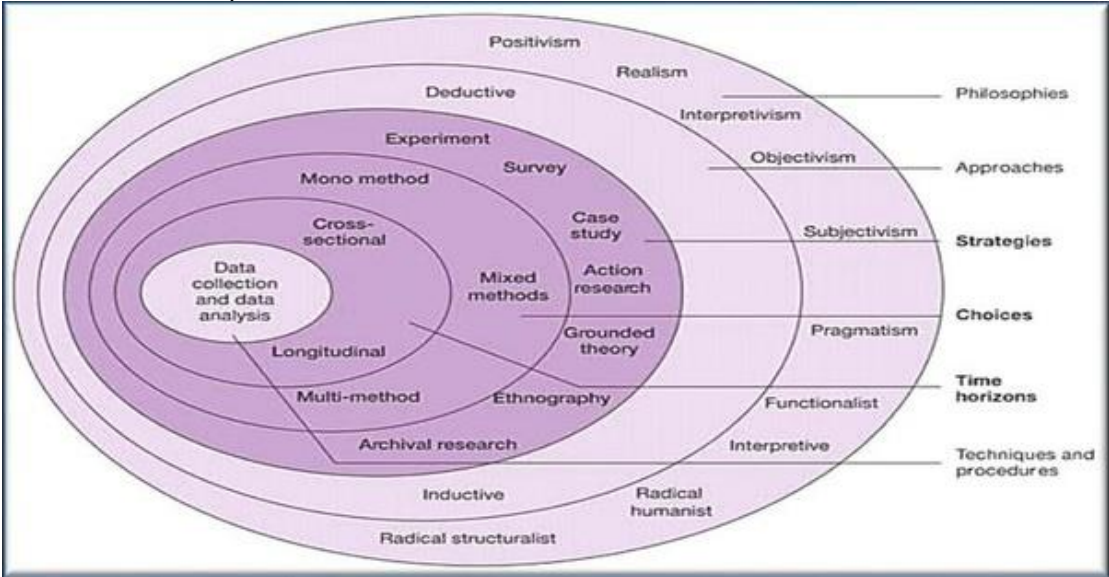 Positivism
Realism
Philosophies
Deductive
Interpretivism
Experiment
Objectivism
Survey
Approaches
Mono method
Case
study
Subjectivism
Strategies
Cross-
sectional
Data
collection
and data
analysis
Mixed
methods
Action
research
Choices
Grounded
theory
Pragmatism
Longitudinal
Time
horizons
Multi-method
Ethnography
Functionalist
Archival research
Interpretive
Techniques and
procedures
Inductive
Radical
humanist
Radical structuralist